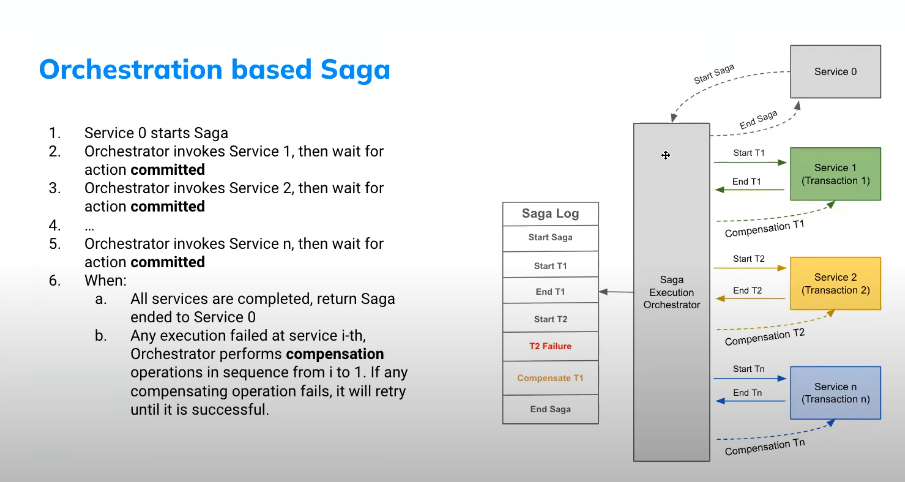 Orchestration based Saga
1. Service 0 starts Saga
2. Orchestrator invokes Service 1, then wait for
action committed
3. Orchestrator invokes Service 2, then wait for
action committed
4. ...
5. Orchestrator invokes Service n, then wait for
action committed
6. When:
a. All services are completed, return Saga
ended to Service 0
b. Any execution failed at service i-th,
Orchestrator performs compensation
operations in sequence from i to 1. If any
compensating operation fails, it will retry
until it is successful.
Saga Log
Start Saga
Start T1
End T1
Start T2
T2 Failure
Compensate T1
End Saga
Saga
Execution
Orchestrator
Start Saga
End Saga
Service 0
Start T1
End T1
Compensation T1
Service 1
(Transaction 1)
Start T2
End T2
Compensation T2
Service 2
(Transaction 2)
Start Tn
End Tn
Compensation Tn
Service n
(Transaction n)